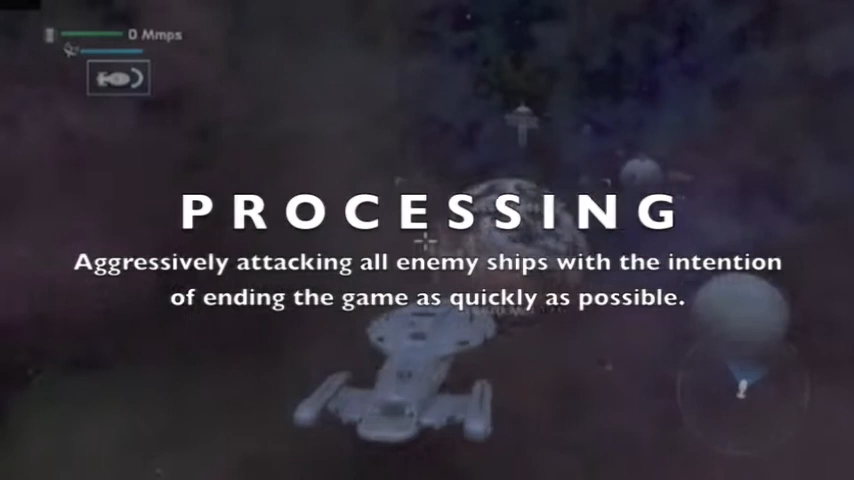 0 Mmps
PROCESSING
Aggressively attacking all enemy ships with the intention
of ending the game as quickly as possible.